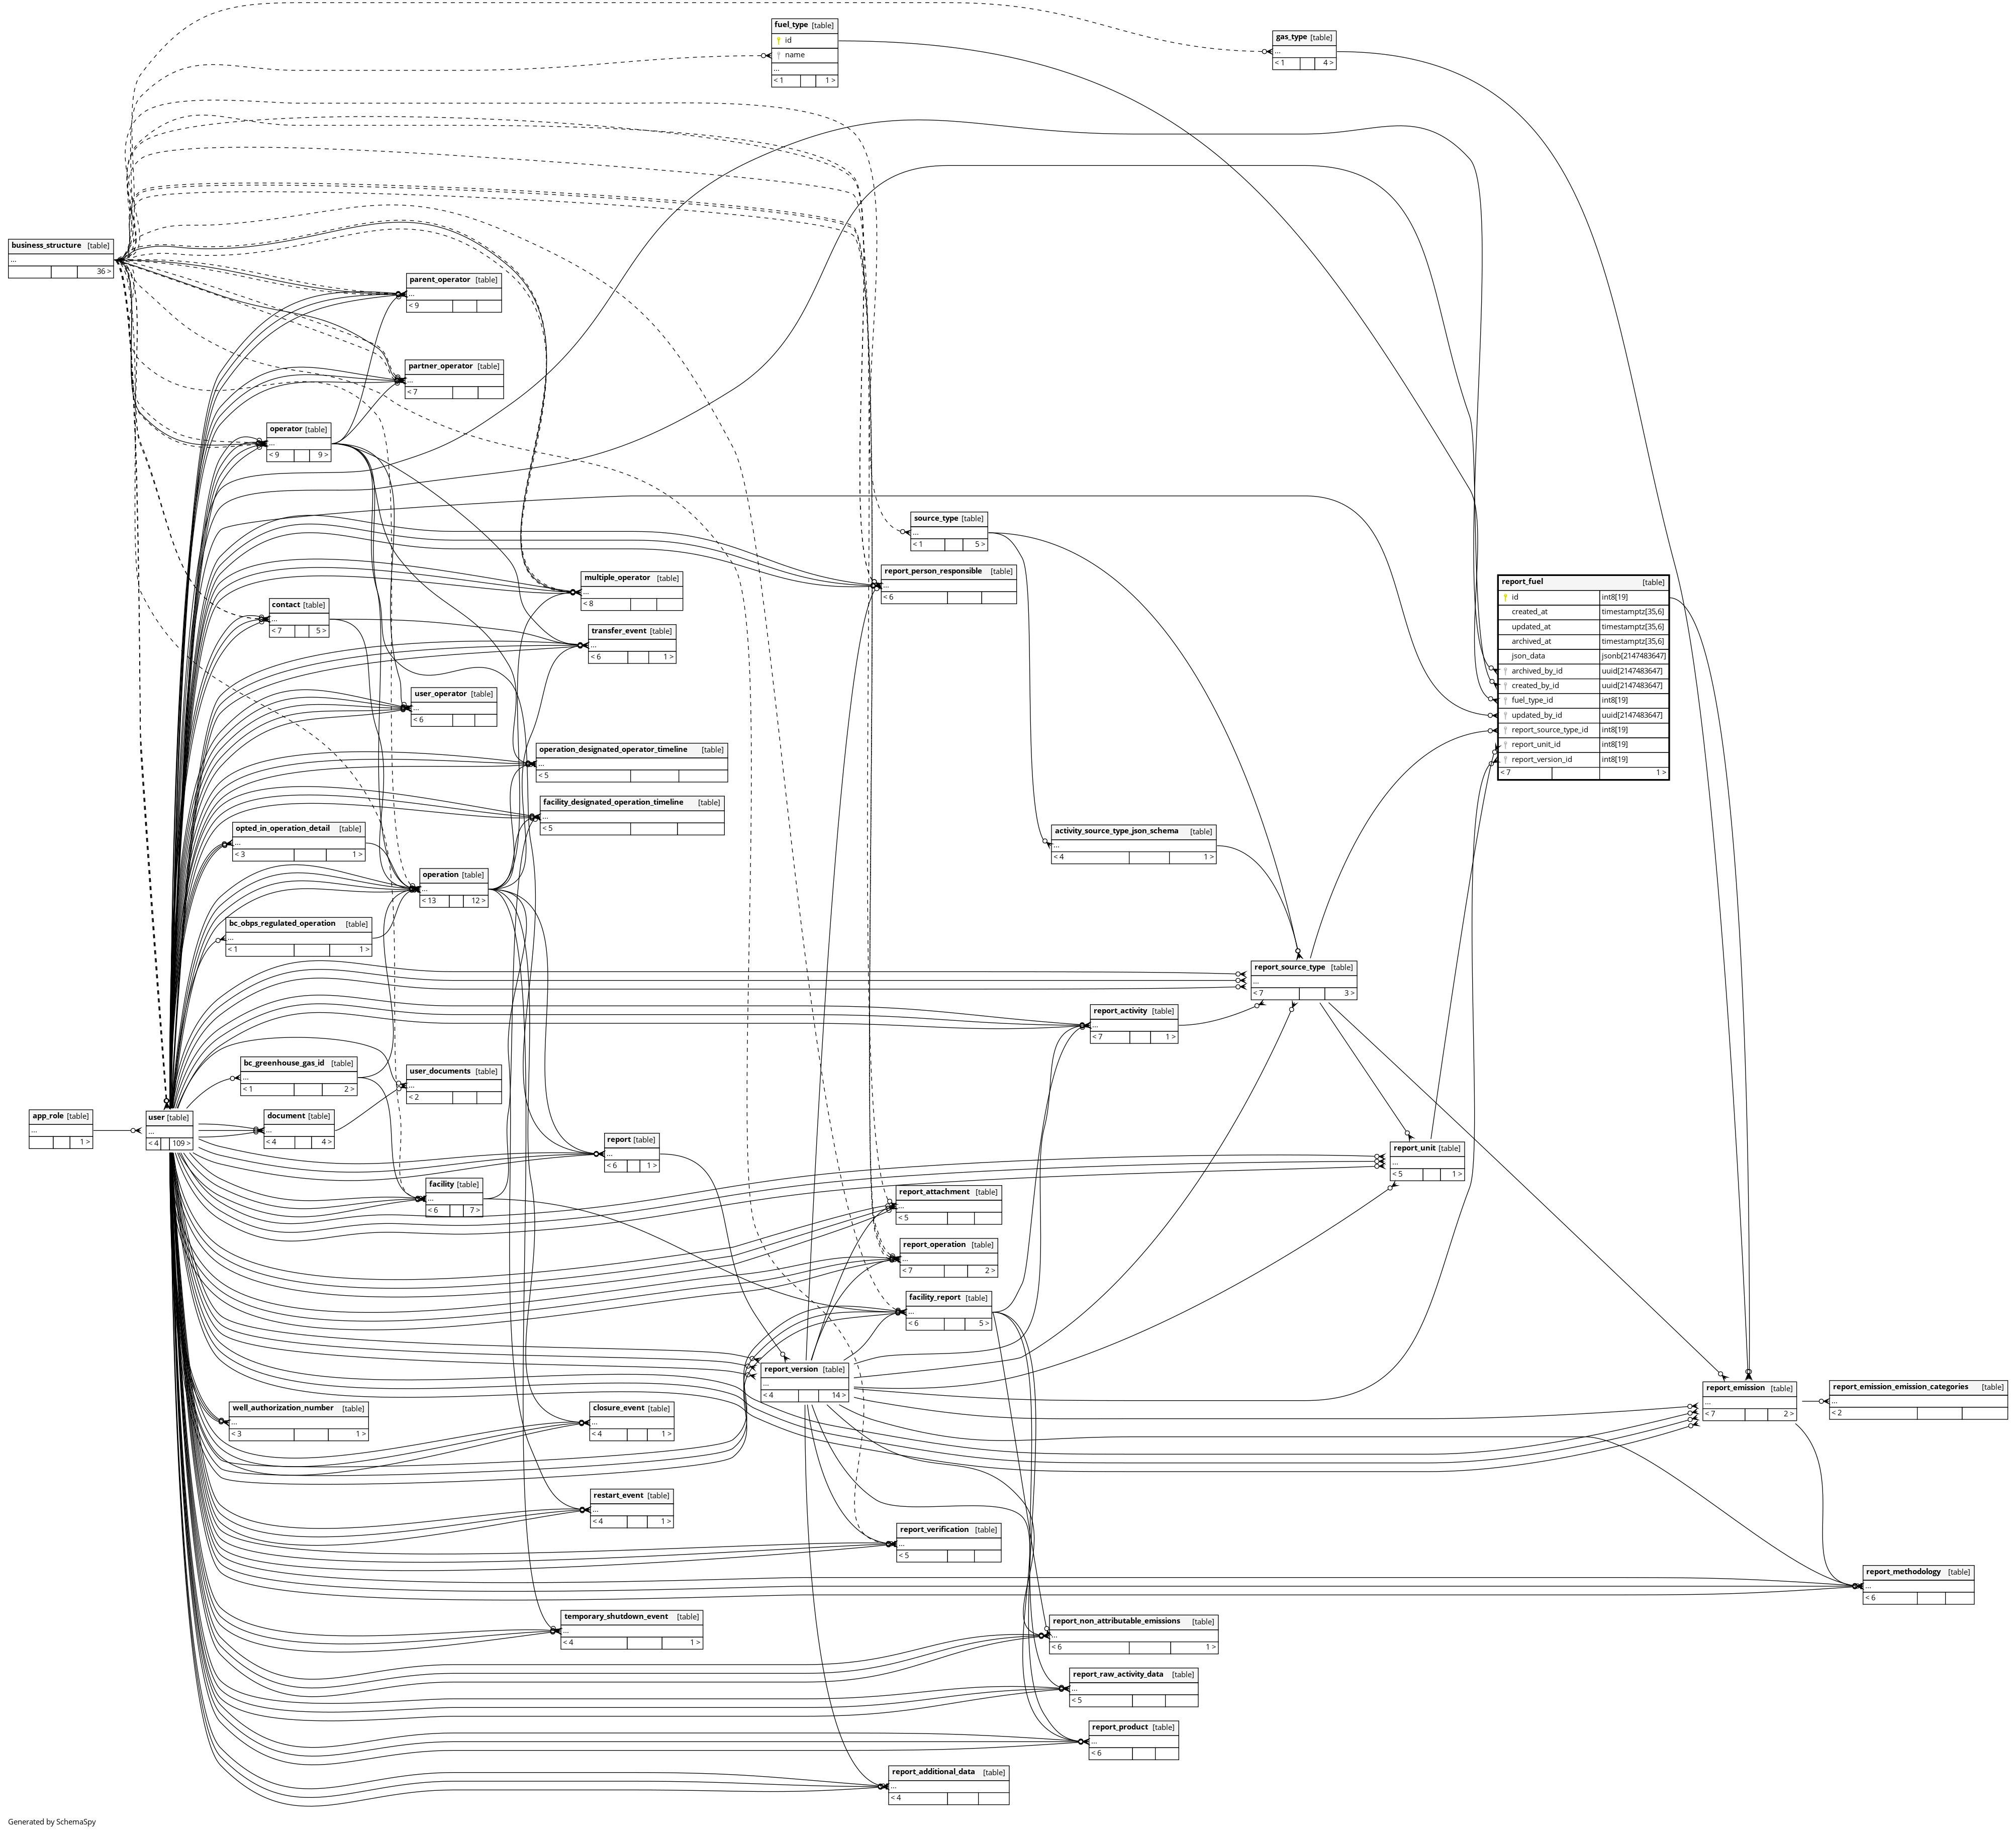 fuel_type [table]
id
name
...
< 1 1 >
gas_type [table]
...
< 1 4 >
business_structure [table]
...
36 >
parent_operator [table]
...
< 9
partner_operator [table]
...
< 7
operator [table]
...
< 9 9 >
source_type [table]
...
< 1 5 >
report_person_responsible [table]
...
< 6
multiple_operator [table]
...
< 8
report_fuel [table]
id int8[19]
created_at timestamptz[35,6]
updated_at timestamptz[35,6]
archived_at timestamptz[35,6]
json_data jsonb[2147483647]
archived_by_id uuid[2147483647]
created_by_id uuid[2147483647]
fuel_type_id int8[19]
updated_by_id uuid[2147483647]
report_source_type_id int8[19]
report_unit_id int8[19]
report_version_id int8[19]
< 7 1 >
contact [table]
...
< 7 5 >
transfer_event [table]
...
< 6 1 >
user_operator [table]
...
< 6
operation_designated_operator_timeline [table]
...
< 5
facility_designated_operation_timeline [table]
...
< 5
opted_in_operation_detail [table]
...
< 3 1 >
activity_source_type_json_schema [table]
...
< 4 1 >
operation [table]
...
< 13 12 >
bc_obps_regulated_operation [table]
...
< 1 1 >
report_source_type [table]
...
< 7 3 >
report_activity [table]
...
< 7 1 >
bc_greenhouse_gas_id [table]
...
< 1 2 >
user_documents [table]
...
< 2
app_role [table]
...
1 >
user [table]
...
< 4 109 >
document [table]
...
< 4 4 >
report [table]
...
< 6 1 >
report_unit [table]
...
< 5 1 >
facility [table]
...
< 6 7 >
report_attachment [table]
...
< 5
report_operation [table]
...
< 7 2 >
facility_report [table]
...
< 6 5 >
report_version [table]
...
< 4 14 >
report_emission [table]
...
< 7 2 >
report_emission_emission_categories [table]
...
< 2
well_authorization_number [table]
...
< 3 1 >
closure_event [table]
...
< 4 1 >
restart_event [table]
...
< 4 1 >
report_verification [table]
...
< 5
report_methodology [table]
...
< 6
temporary_shutdown_event [table]
...
< 4 1 >
report_non_attributable_emissions [table]
...
< 6 1 >
report_raw_activity_data [table]
...
< 5
report_product [table]
...
< 6
report_additional_data [table]
...
< 4
Generated by SchemaSpy